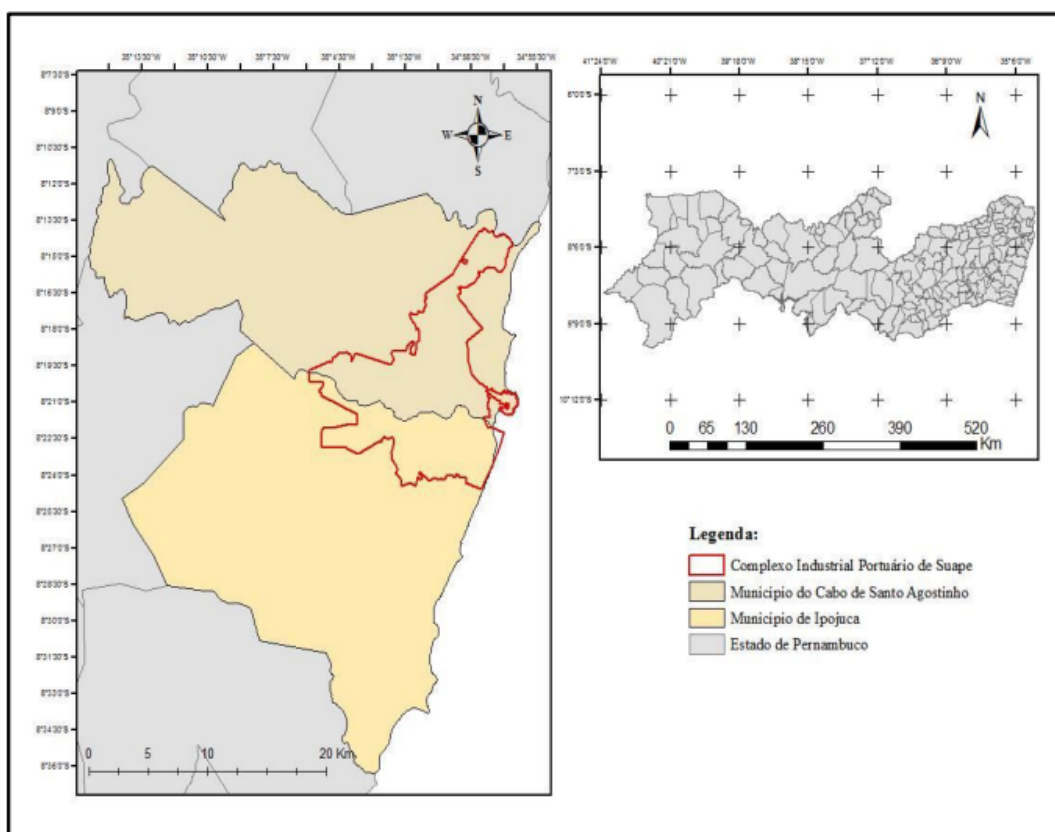 35°13'30"W 35°10'30"W 35°7'30"W 35°4'30"W 35°1'30"W 34°58'30"W 34°55'30"W
8°7'30"S
8°9'0"S
8°10'30"S
8°12'0"S
8°13'30"S
8°15'0"S
8°16'30"S
8°18'0"S
8°19'30"S
8°21'0"S
8°22'30"S
8°24'0"S
8°25'30"S
8°27'0"S
8°28'30"S
8°30'0"S
8°31'30"S
8°33'0"S
8°34'30"S
8°36'0"S
N
W E
S
0 5 10 20 Km
41°24'0"W 40°21'0"W 39°18'0"W 38°15'0"W 37°12'0"W 36°9'0"W 35°6'0"W
6°0'0"S
7°3'0"S
8°6'0"S
9°9'0"S
10°12'0"S
N
0 65 130 260 390 520
Km
Legenda:
Complexo Industrial Portuário de Suape
Municipio do Cabo de Santo Agostinho
Município de Ipojuca
Estado de Pernambuco